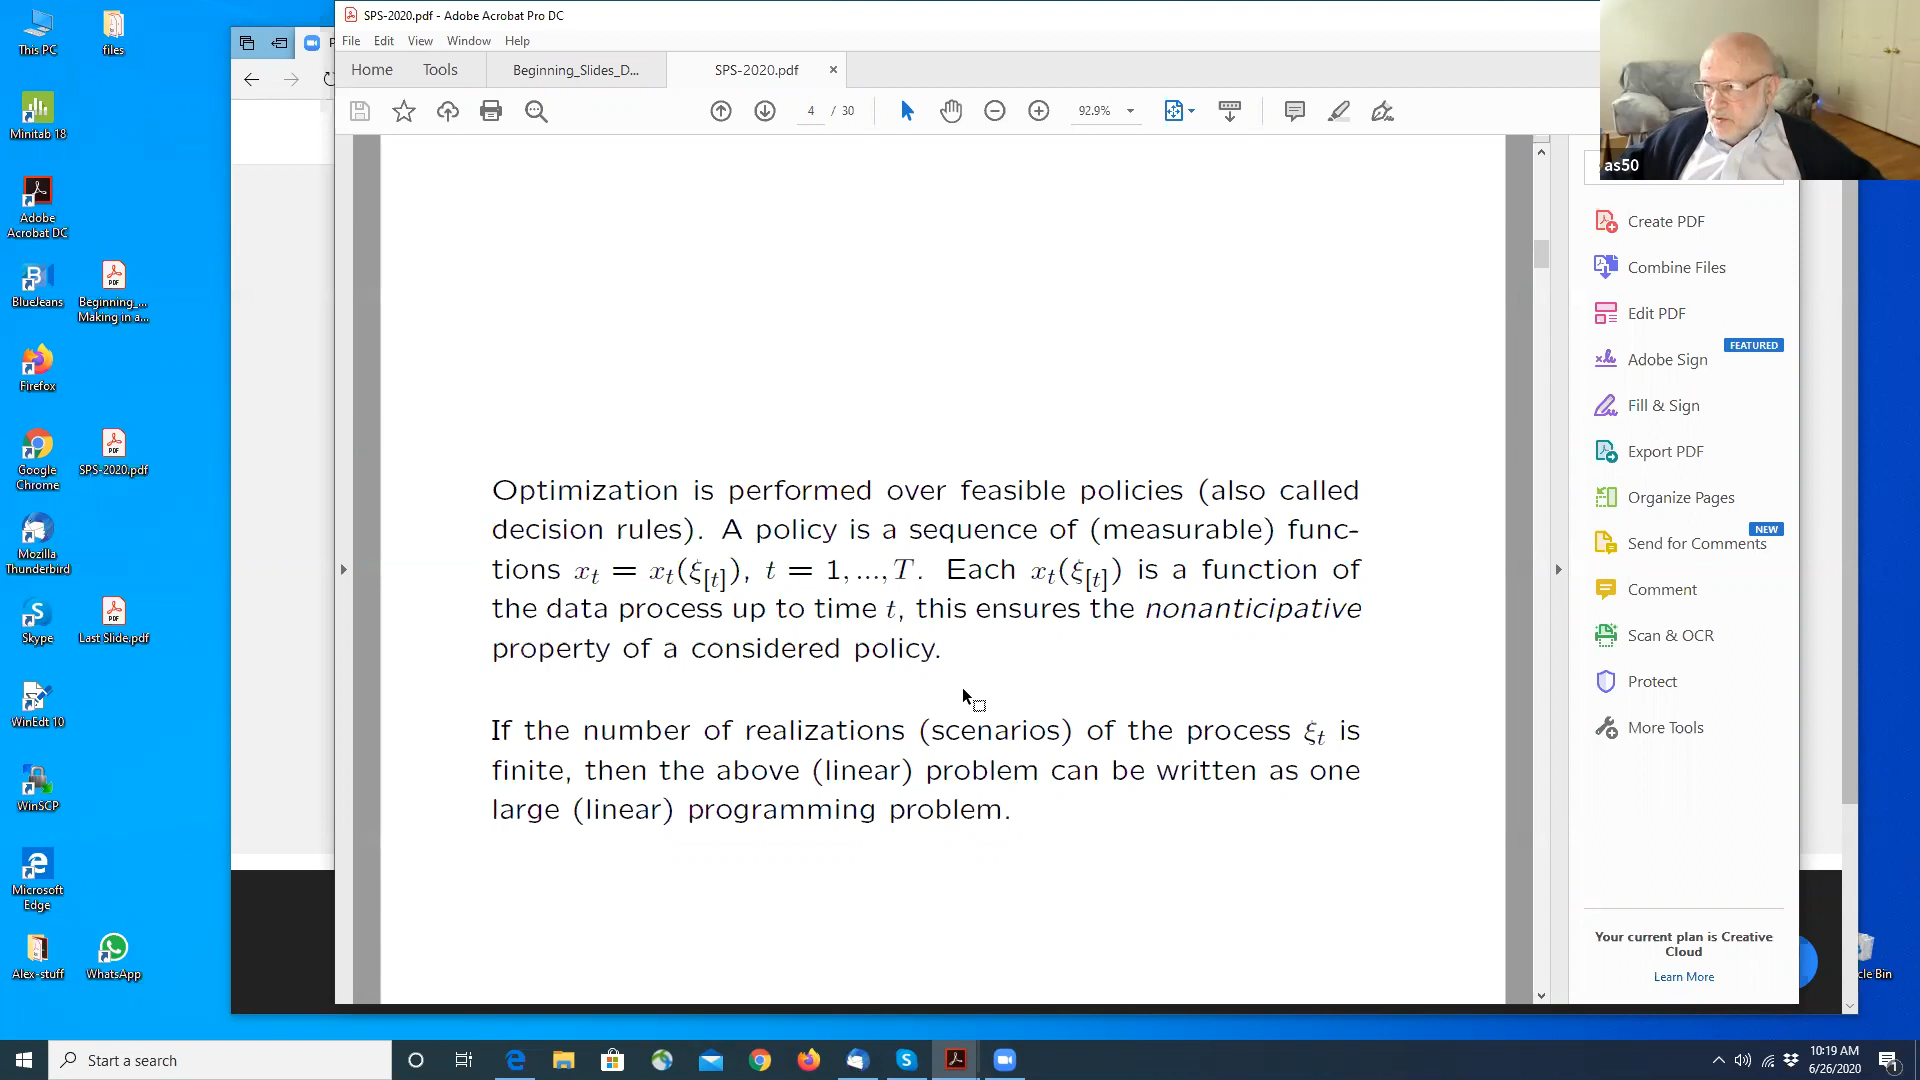 SPS-2020.pdf - Adobe Acrobat Pro DC
File Edit View Window Help
Home Tools Beginning_Slides_D... SPS-2020.pdf ×
4 / 30 92.9%
as50
This PC
files
Minitab 18
Adobe
Acrobat DC
BlueJeans
Beginning_...
Making in a...
Firefox
Google
Chrome
SPS-2020.pdf
Mozilla
Thunderbird
Skype
Last Slide.pdf
WinEdt 10
WinSCP
Microsoft
Edge
Alex-stuff
WhatsApp
Optimization is performed over feasible policies (also called
decision rules). A policy is a sequence of (measurable) func-
tions x_t = x_t(ξ_[t]), t = 1, ..., T. Each x_t(ξ_[t]) is a function of
the data process up to time t, this ensures the nonanticipative
property of a considered policy.
If the number of realizations (scenarios) of the process ξ_t is
finite, then the above (linear) problem can be written as one
large (linear) programming problem.
Create PDF
Combine Files
Edit PDF
FEATURED
Adobe Sign
Fill & Sign
Export PDF
Organize Pages
NEW
Send for Comments
Comment
Scan & OCR
Protect
More Tools
Your current plan is Creative
Cloud
Learn More
cle Bin
Start a search
10:19 AM
6/26/2020